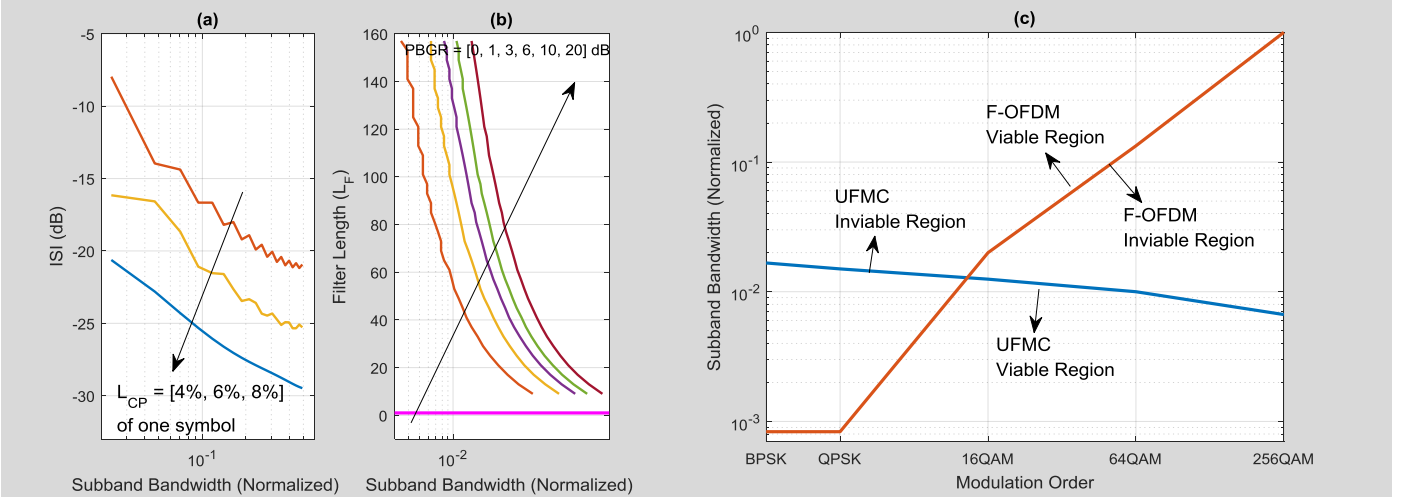 (a)
-5
-10
-15
-20
-25
-30
ISI (dB)
L_CP = [4%, 6%, 8%]
of one symbol
10^-1
Subband Bandwidth (Normalized)
(b)
PBGR = [0, 1, 3, 6, 10, 20] dB
160
140
120
100
80
60
40
20
0
Filter Length (L_F)
10^-2
Subband Bandwidth (Normalized)
(c)
10^0
10^-1
10^-2
10^-3
Subband Bandwidth (Normalized)
F-OFDM
Viable Region
UFMC
Inviable Region
F-OFDM
Inviable Region
UFMC
Viable Region
BPSK QPSK 16QAM 64QAM 256QAM
Modulation Order